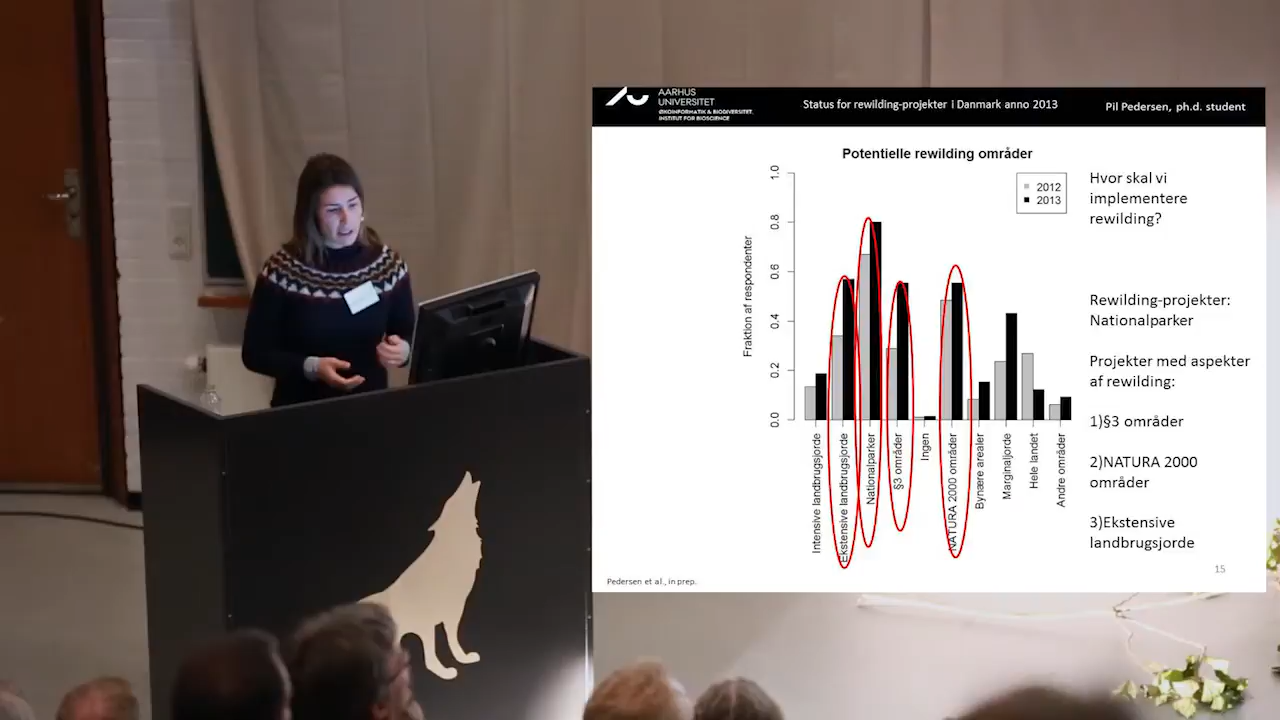 AARHUS
UNIVERSITET
ØKOINFORMATIK & BIODIVERSITET,
INSTITUT FOR BIOSCIENCE
Status for rewilding-projekter i Danmark anno 2013
Pil Pedersen, ph.d. student
Potentielle rewilding områder
2012
2013
Fraktion af respondenter
1.0
0.8
0.6
0.4
0.2
0.0
Intensive landbrugsjorde
Ekstensive landbrugsjorde
Nationalparker
§3 områder
Ingen
NATURA 2000 områder
Bynære arealer
Marginaljorde
Hele landet
Andre områder
Hvor skal vi
implementere
rewilding?
Rewilding-projekter:
Nationalparker
Projekter med aspekter
af rewilding:
1)§3 områder
2)NATURA 2000
områder
3)Ekstensive
landbrugsjorde
Pedersen et al., in prep.
15